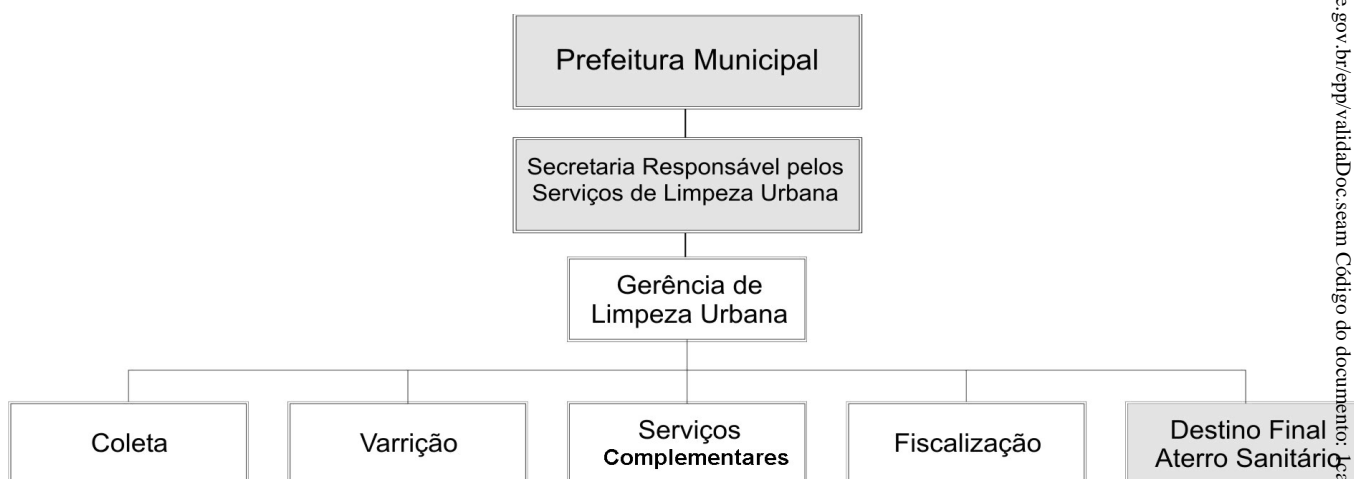 Prefeitura Municipal
Secretaria Responsável pelos
Serviços de Limpeza Urbana
Gerência de
Limpeza Urbana
Coleta
Varrição
Serviços
Complementares
Fiscalização
Destino Final
Aterro Sanitário
e.gov.br/epp/validaDoc.seam Código do documento: 1ca